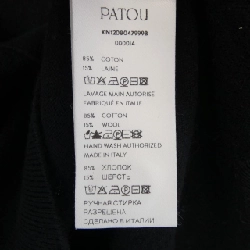 PATOU
85% COTON
15% LAINE
LAVAGE MAIN AUTORISE
FABRIQUÉ EN ITALIE
85% COTTON
15% WOOL
HAND WASH AUTHORIZED
MADE IN ITALY
85% ХЛОПОК
15% ШЕРСТЬ
РУЧНАЯ СТИРКА
РАЗРЕШЕНА
СДЕЛАНО В ИТАЛИИ